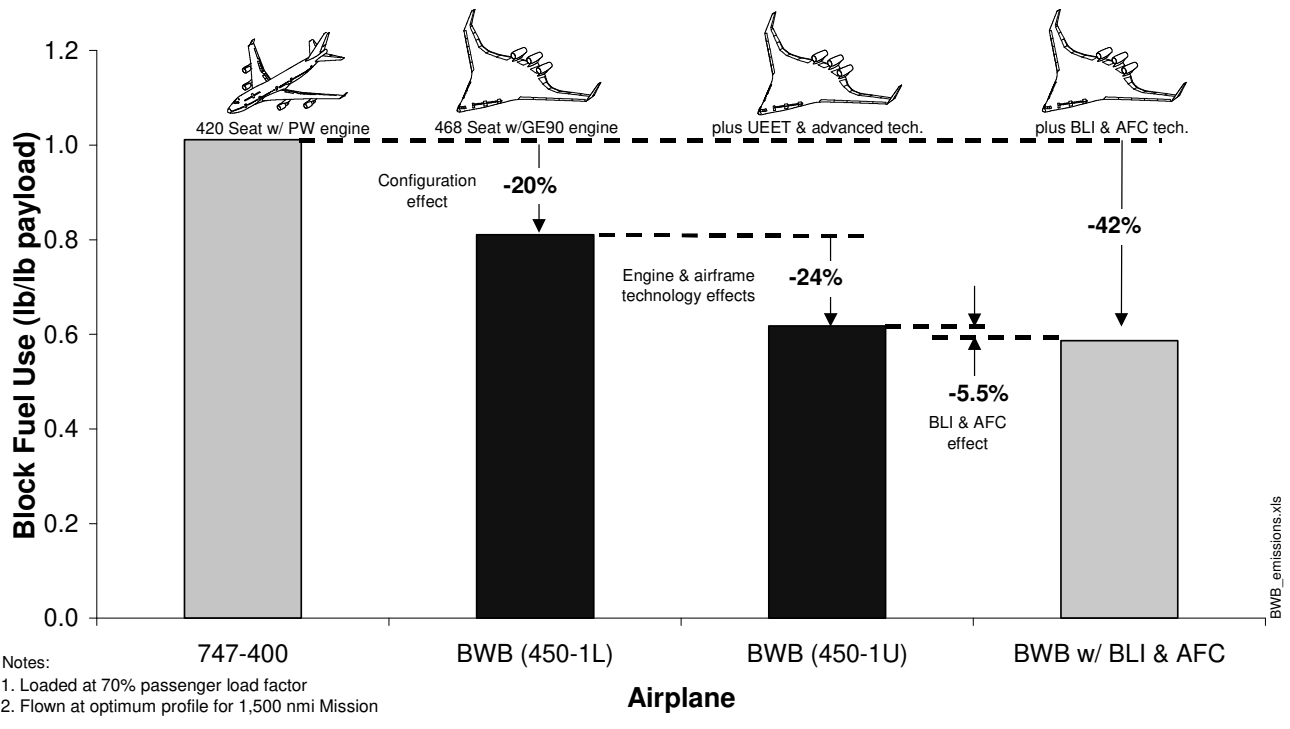 420 Seat w/ PW engine
468 Seat w/GE90 engine
plus UEET & advanced tech.
plus BLI & AFC tech.
Block Fuel Use (lb/lb payload)
1.2
1.0
0.8
0.6
0.4
0.2
0.0
Configuration
effect
-20%
Engine & airframe
technology effects
-24%
-5.5%
BLI & AFC
effect
-42%
BWB_emissions.xls
747-400
BWB (450-1L)
BWB (450-1U)
BWB w/ BLI & AFC
Airplane
Notes:
1. Loaded at 70% passenger load factor
2. Flown at optimum profile for 1,500 nmi Mission